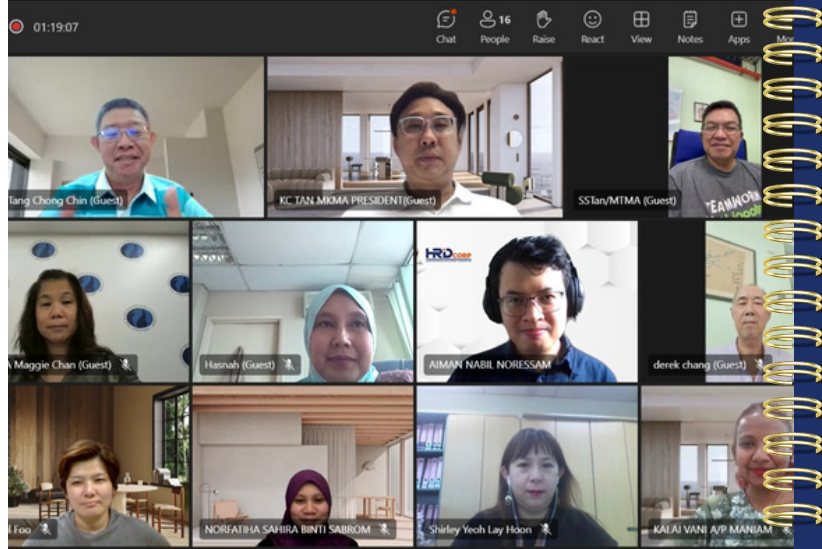 01:19:07
16
Chat People Raise React View Notes Apps
Tang Chong Chin (Guest)
KC TAN MKMA PRESIDENT(Guest)
SSTan/MTMA (Guest)
TEAMWORK
Maggie Chan (Guest)
Hasnah (Guest)
HRDCORP
AIMAN NABIL NORESSAM
derek chang (Guest)
Foo
NORFATIHA SAHIRA BINTI SABROM
Shirley Yeoh Lay Hoon
KALAI VANI A/P MANIAM